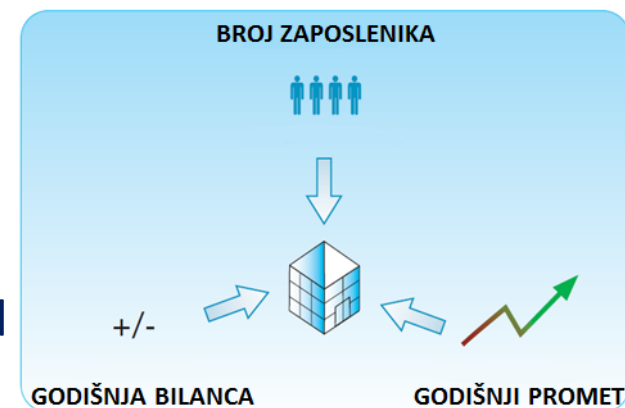 BROJ ZAPOSLENIKA
+/-
GODIŠNJA BILANCA
GODIŠNJI PROMET